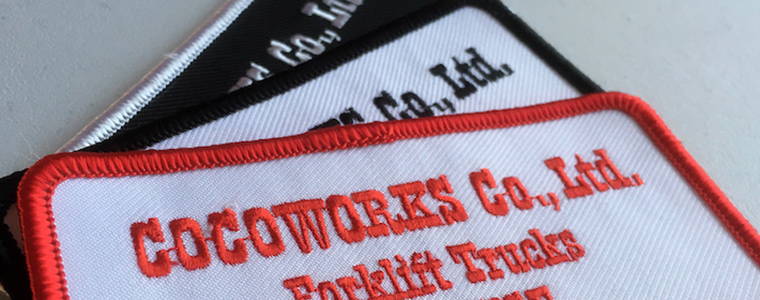 Co., Ltd.
Co., Ltd.
COCOWORKS Co., Ltd.
Forklift Trucks